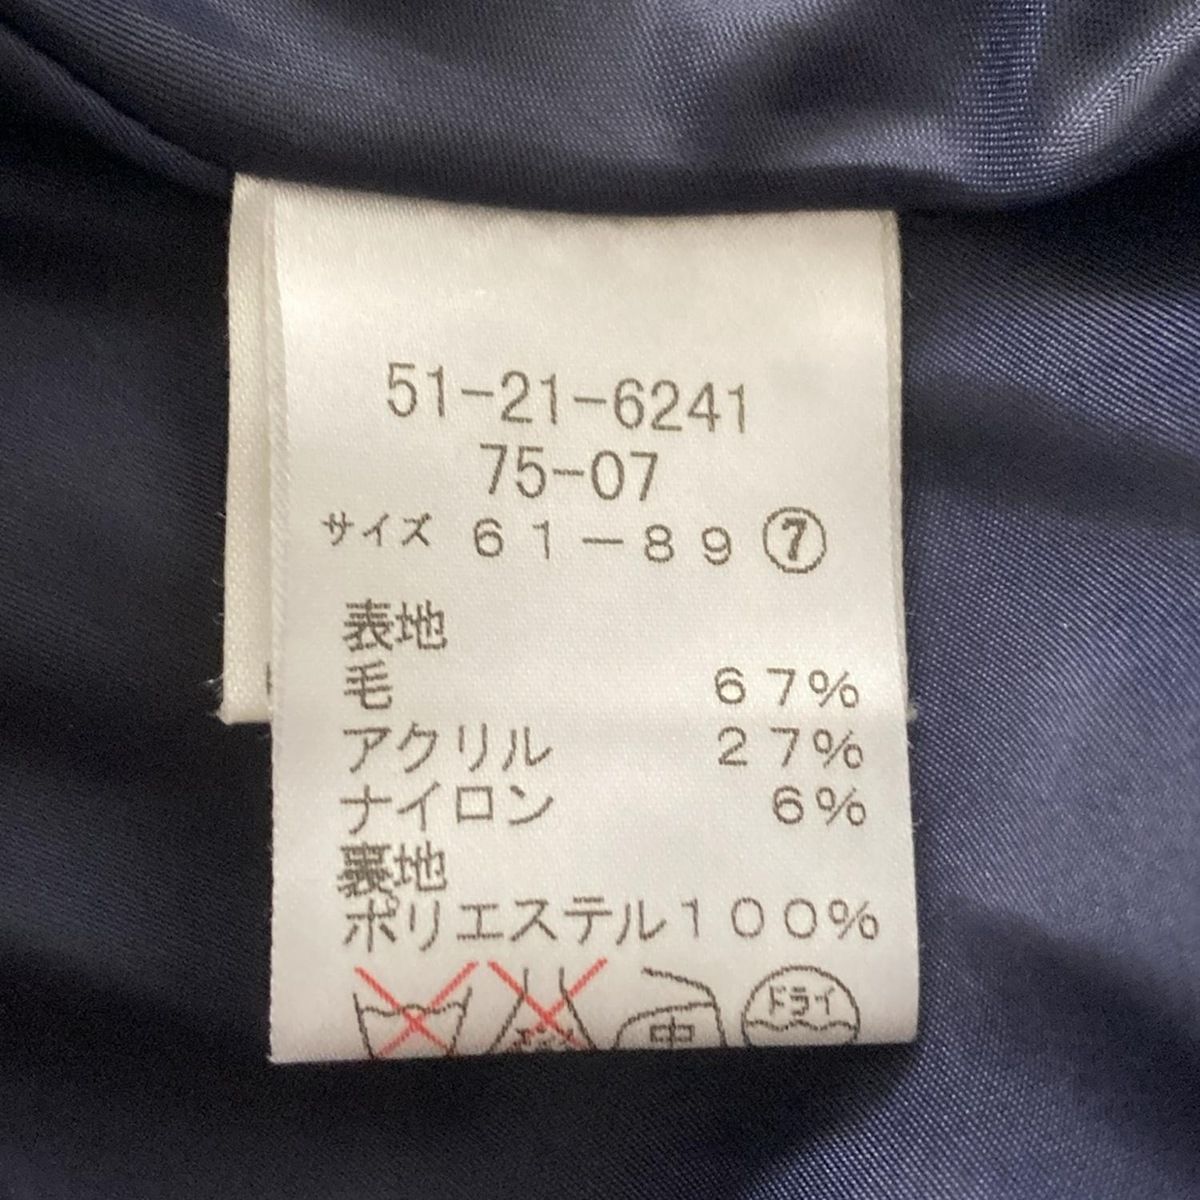 51-21-6241
75-07
サイズ 61-89 ⑦
表地
毛 67%
アクリル 27%
ナイロン 6%
裏地
ポリエステル100%
中 ドライ